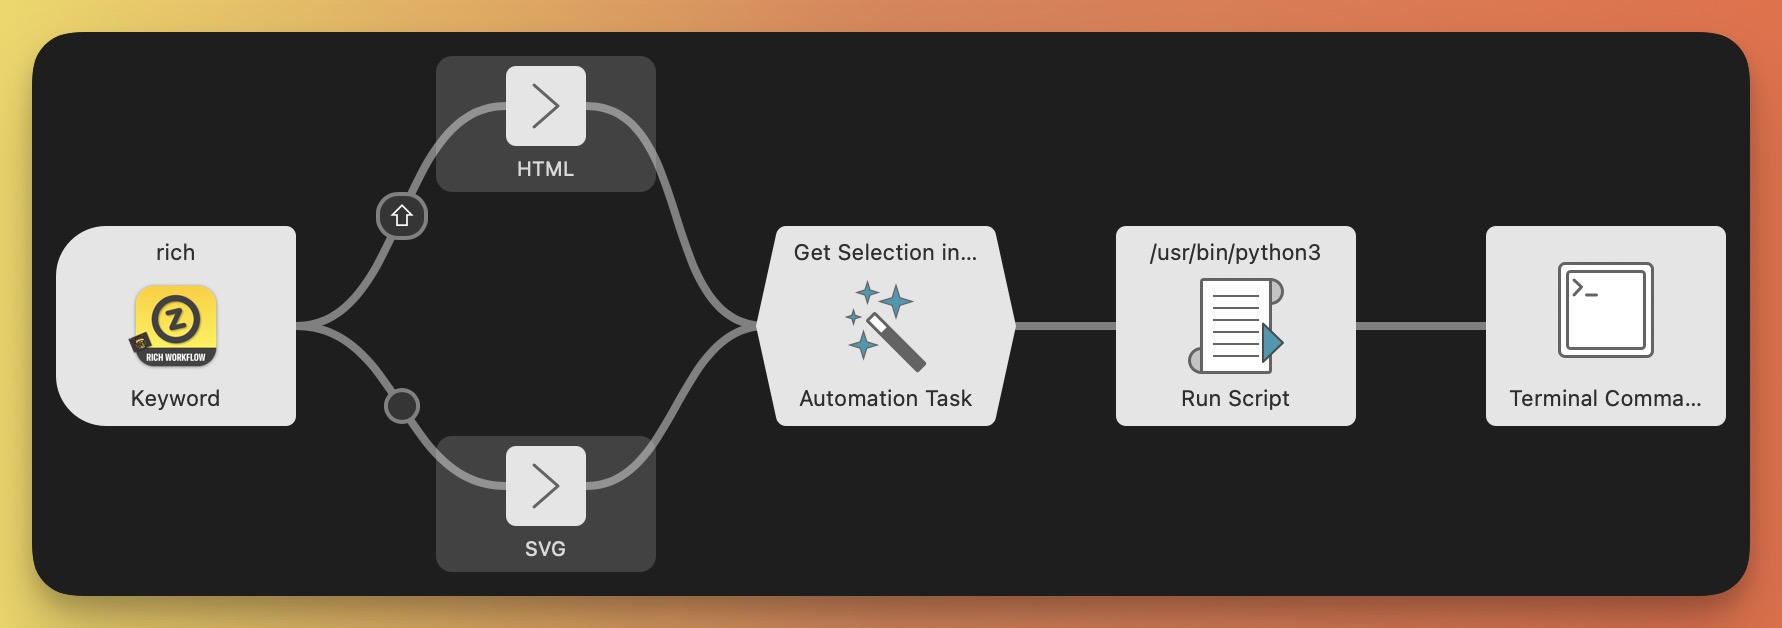 rich
RICH WORKFLOW
Keyword
HTML
SVG
Get Selection in...
Automation Task
/usr/bin/python3
Run Script
>_
Terminal Comma...